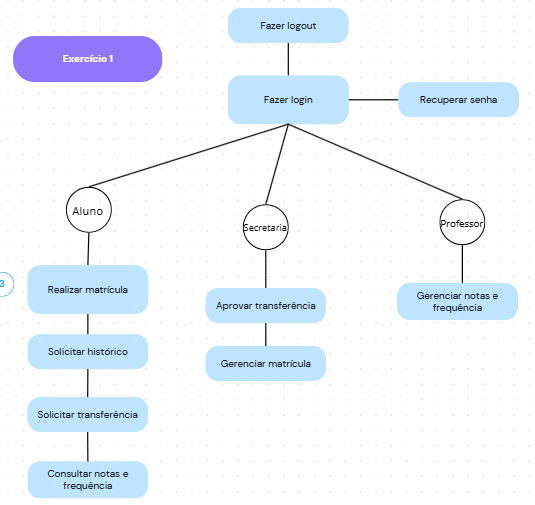 Fazer logout
Exercício 1
Fazer login
Recuperar senha
Aluno
Secretaria
Professor
3
Realizar matrícula
Aprovar transferência
Gerenciar notas e
frequência
Solicitar histórico
Gerenciar matrícula
Solicitar transferência
Consultar notas e
frequência